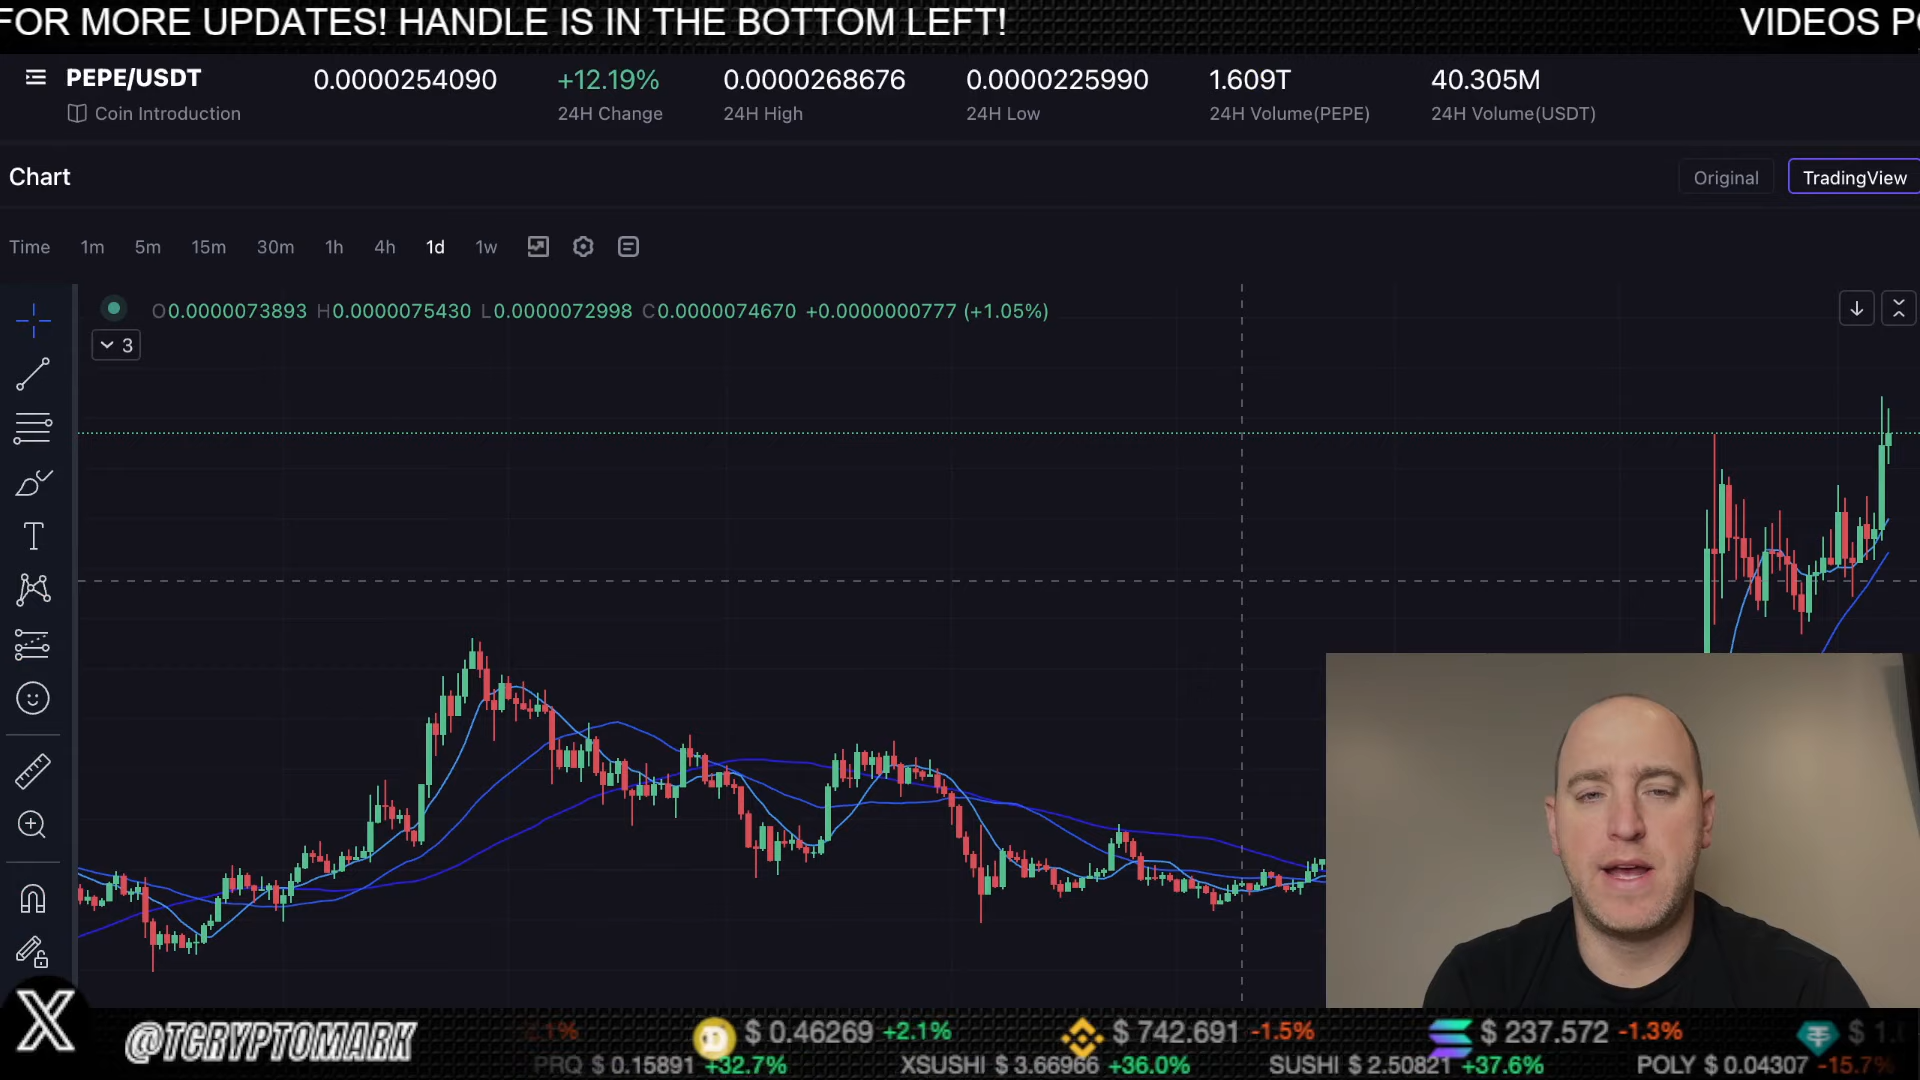 FOR MORE UPDATES! HANDLE IS IN THE BOTTOM LEFT! VIDEOS
PEPE/USDT 0.0000254090 +12.19% 0.0000268676 0.0000225990 1.609T 40.305M
Coin Introduction 24H Change 24H High 24H Low 24H Volume(PEPE) 24H Volume(USDT)
Chart Original TradingView
Time 1m 5m 15m 30m 1h 4h 1d 1w
O0.0000073893 H0.0000075430 L0.0000072998 C0.0000074670 +0.0000000777 (+1.05%)
3
X @TCRYPTOMARK
$ 0.46269 +2.1% $ 742.691 -1.5% $ 237.572 -1.3% $
PRQ $ 0.15891 +32.7% XSUSHI $ 3.66966 +36.0% SUSHI $ 2.50821 +37.6% POLY $ 0.04307 -15.7%